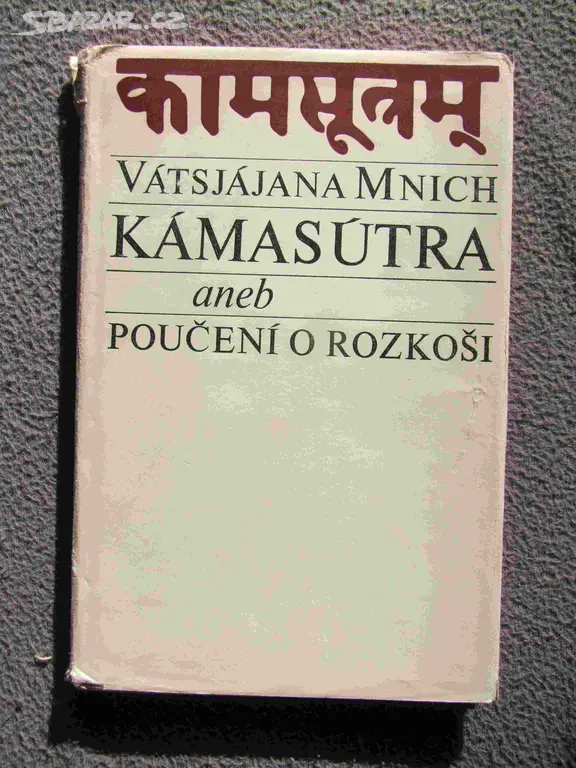 SBAZAR.CZ
कामसूत्रम्
VÁTSJÁJANA MNICH
KÁMASÚTRA
aneb
POUČENÍ O ROZKOŠI